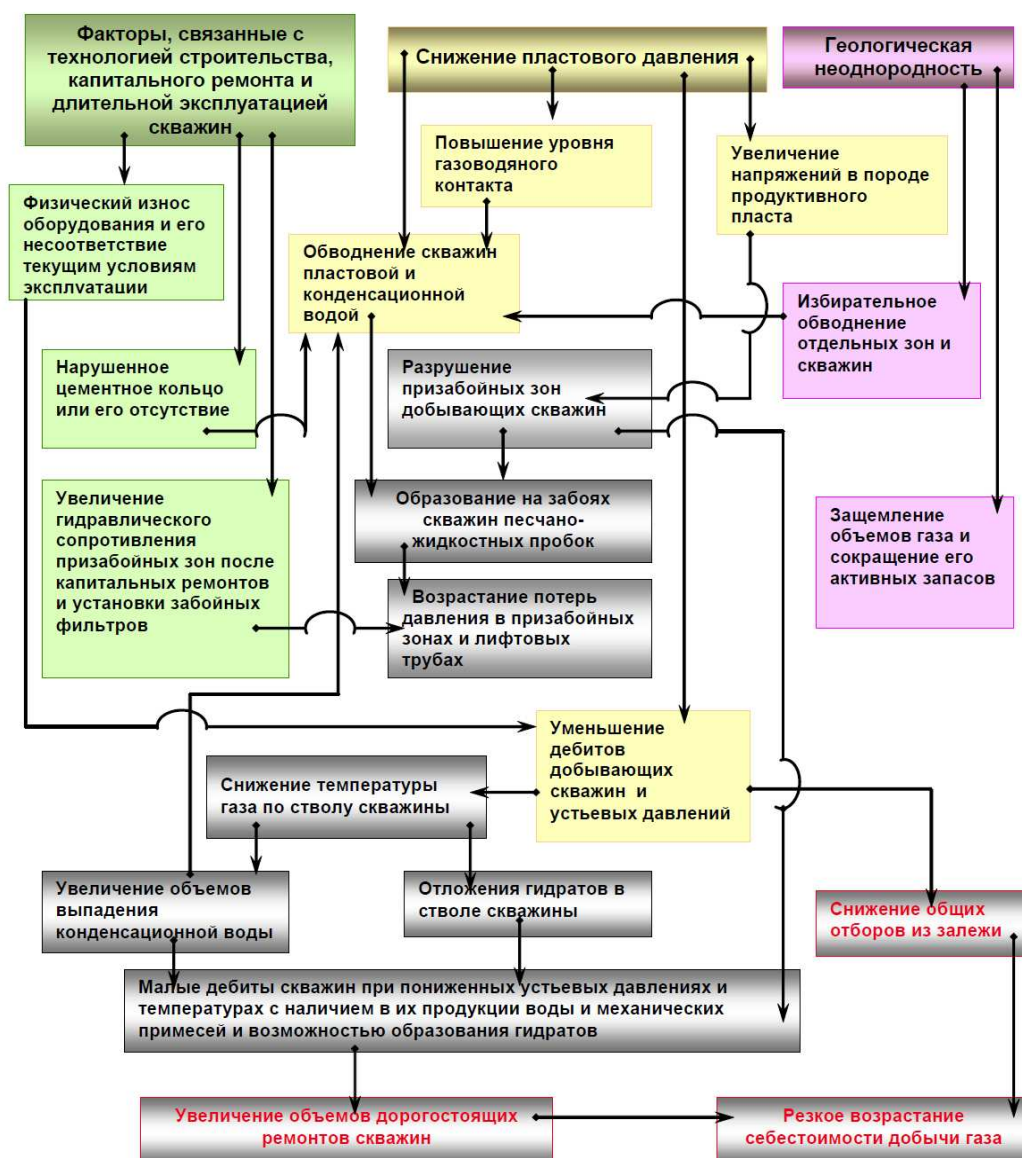 Факторы, связанные с
технологией строительства,
капитального ремонта и
длительной эксплуатацией
скважин
Снижение пластового давления
Геологическая
неоднородность
Повышение уровня
газоводяного
контакта
Увеличение
напряжений в породе
продуктивного
пласта
Физический износ
оборудования и его
несоответствие
текущим условиям
эксплуатации
Обводнение скважин
пластовой и
конденсационной
водой
Избирательное
обводнение
отдельных зон и
скважин
Нарушенное
цементное кольцо
или его отсутствие
Разрушение
призабойных зон
добывающих скважин
Увеличение
гидравлического
сопротивления
призабойных зон после
капитальных ремонтов
и установки забойных
фильтров
Образование на забоях
скважин песчано-
жидкостных пробок
Защемление
объемов газа и
сокращение его
активных запасов
Возрастание потерь
давления в призабойных
зонах и лифтовых
трубах
Уменьшение
дебитов
добывающих
скважин и
устьевых давлений
Снижение температуры
газа по стволу скважины
Увеличение объемов
выпадения
конденсационной воды
Отложения гидратов в
стволе скважины
Снижение общих
отборов из залежи
Малые дебиты скважин при пониженных устьевых давлениях и
температурах с наличием в их продукции воды и механических
примесей и возможностью образования гидратов
Увеличение объемов дорогостоящих
ремонтов скважин
Резкое возрастание
себестоимости добычи газа